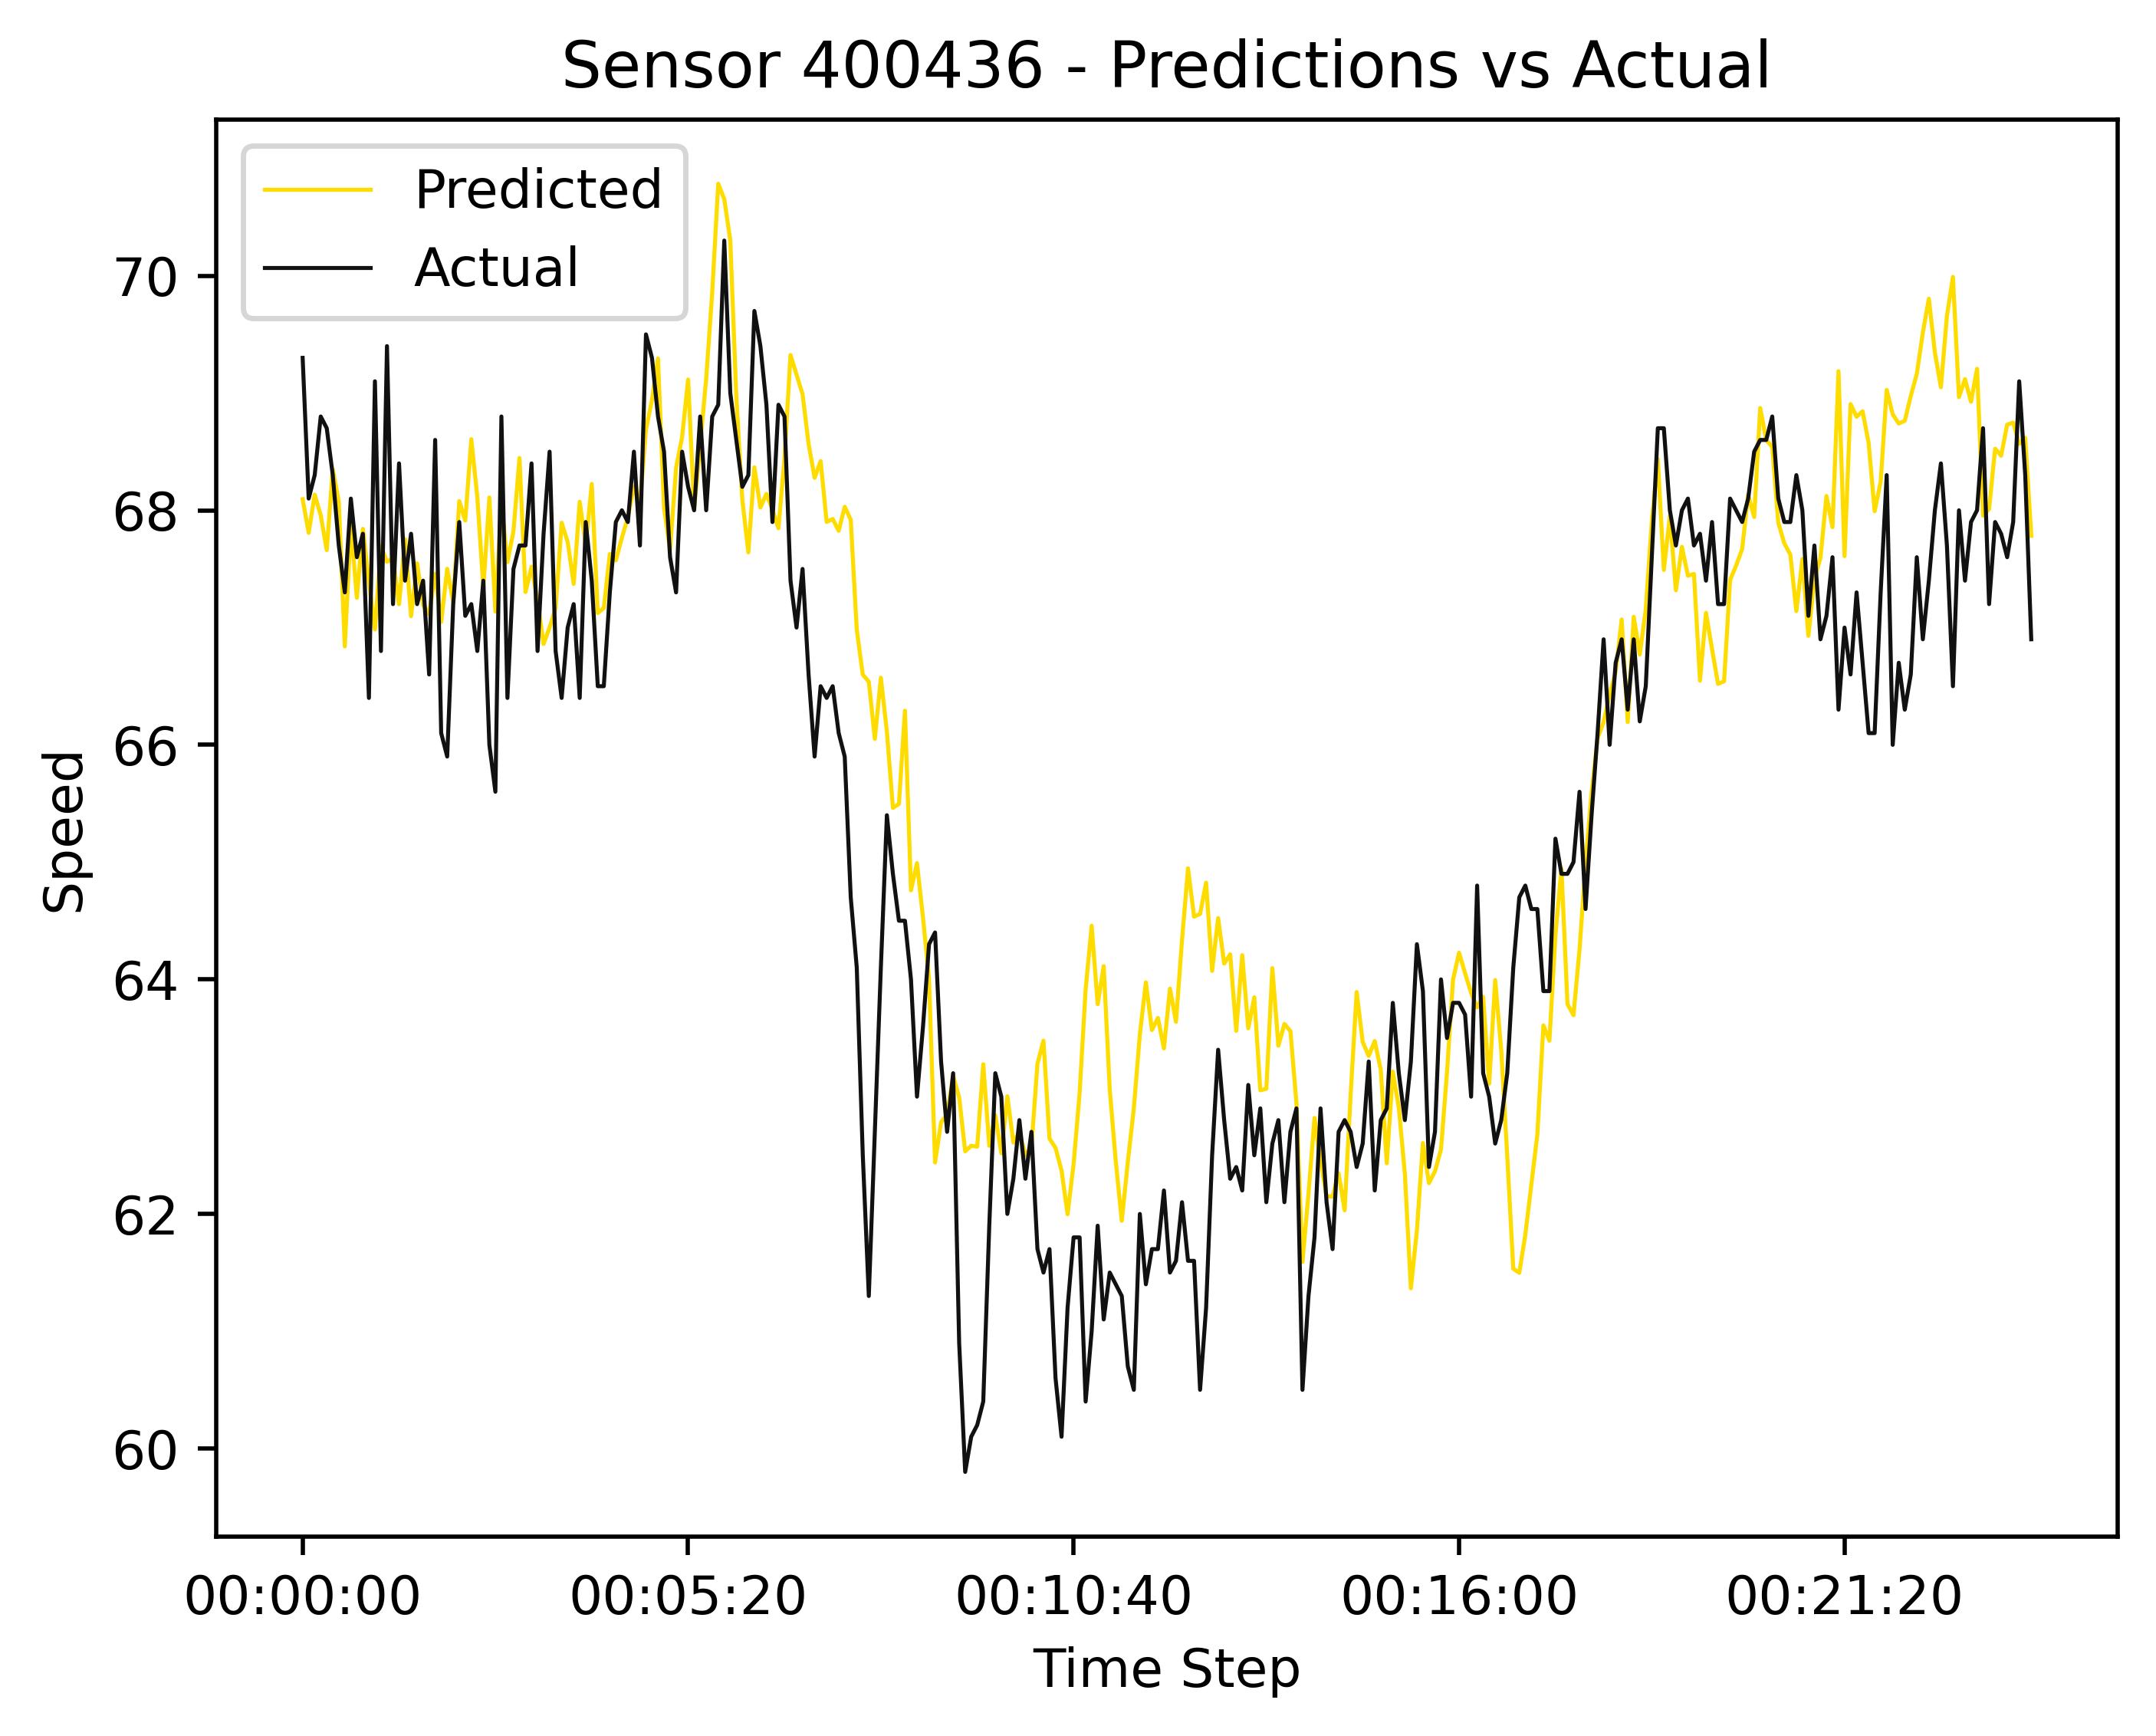 Sensor 400436 - Predictions vs Actual
Predicted
Actual
70
68
66
64
62
60
Speed
00:00:00
00:05:20
00:10:40
00:16:00
00:21:20
Time Step